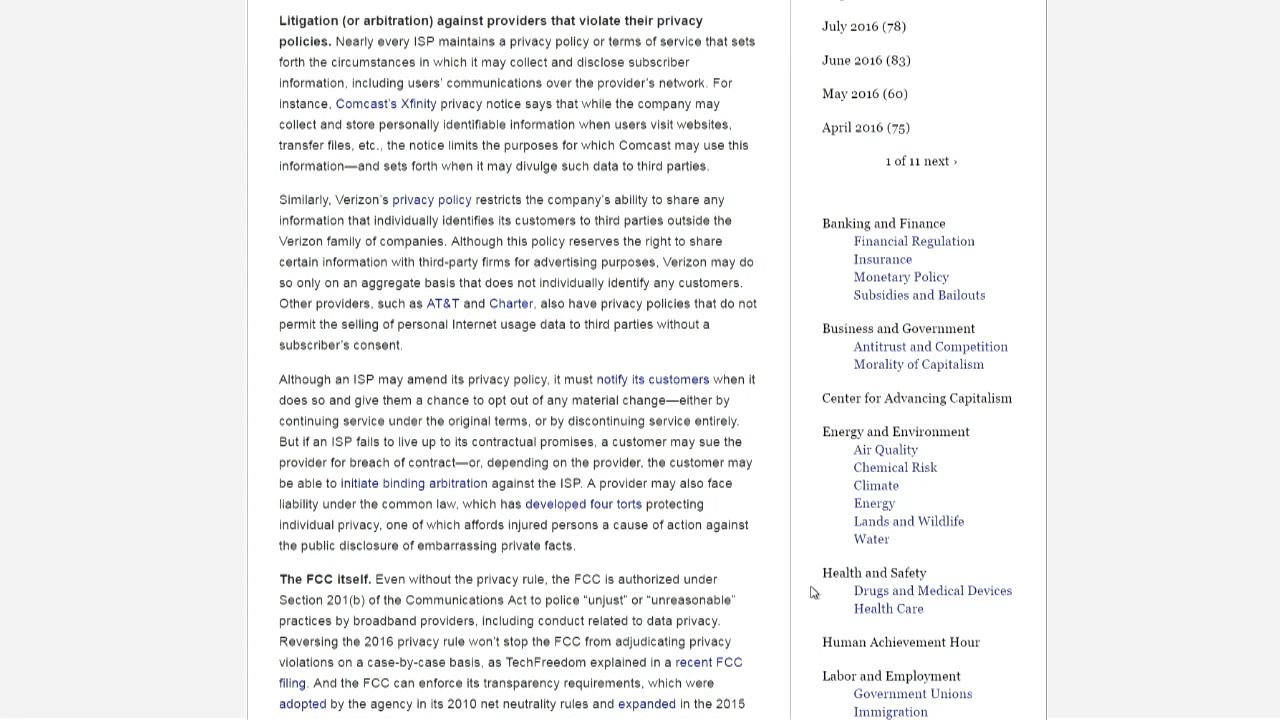 Litigation (or arbitration) against providers that violate their privacy
policies. Nearly every ISP maintains a privacy policy or terms of service that sets
forth the circumstances in which it may collect and disclose subscriber
information, including users' communications over the provider's network. For
instance, Comcast's Xfinity privacy notice says that while the company may
collect and store personally identifiable information when users visit websites,
transfer files, etc., the notice limits the purposes for which Comcast may use this
information—and sets forth when it may divulge such data to third parties.
Similarly, Verizon's privacy policy restricts the company's ability to share any
information that individually identifies its customers to third parties outside the
Verizon family of companies. Although this policy reserves the right to share
certain information with third-party firms for advertising purposes, Verizon may do
so only on an aggregate basis that does not individually identify any customers.
Other providers, such as AT&T and Charter, also have privacy policies that do not
permit the selling of personal Internet usage data to third parties without a
subscriber's consent.
Although an ISP may amend its privacy policy, it must notify its customers when it
does so and give them a chance to opt out of any material change—either by
continuing service under the original terms, or by discontinuing service entirely.
But if an ISP fails to live up to its contractual promises, a customer may sue the
provider for breach of contract—or, depending on the provider, the customer may
be able to initiate binding arbitration against the ISP. A provider may also face
liability under the common law, which has developed four torts protecting
individual privacy, one of which affords injured persons a cause of action against
the public disclosure of embarrassing private facts.
The FCC itself. Even without the privacy rule, the FCC is authorized under
Section 201(b) of the Communications Act to police "unjust" or "unreasonable"
practices by broadband providers, including conduct related to data privacy.
Reversing the 2016 privacy rule won't stop the FCC from adjudicating privacy
violations on a case-by-case basis, as TechFreedom explained in a recent FCC
filing. And the FCC can enforce its transparency requirements, which were
adopted by the agency in its 2010 net neutrality rules and expanded in the 2015
July 2016 (78)
June 2016 (83)
May 2016 (60)
April 2016 (75)
1 of 11 next ›
Banking and Finance
Financial Regulation
Insurance
Monetary Policy
Subsidies and Bailouts
Business and Government
Antitrust and Competition
Morality of Capitalism
Center for Advancing Capitalism
Energy and Environment
Air Quality
Chemical Risk
Climate
Energy
Lands and Wildlife
Water
Health and Safety
Drugs and Medical Devices
Health Care
Human Achievement Hour
Labor and Employment
Government Unions
Immigration